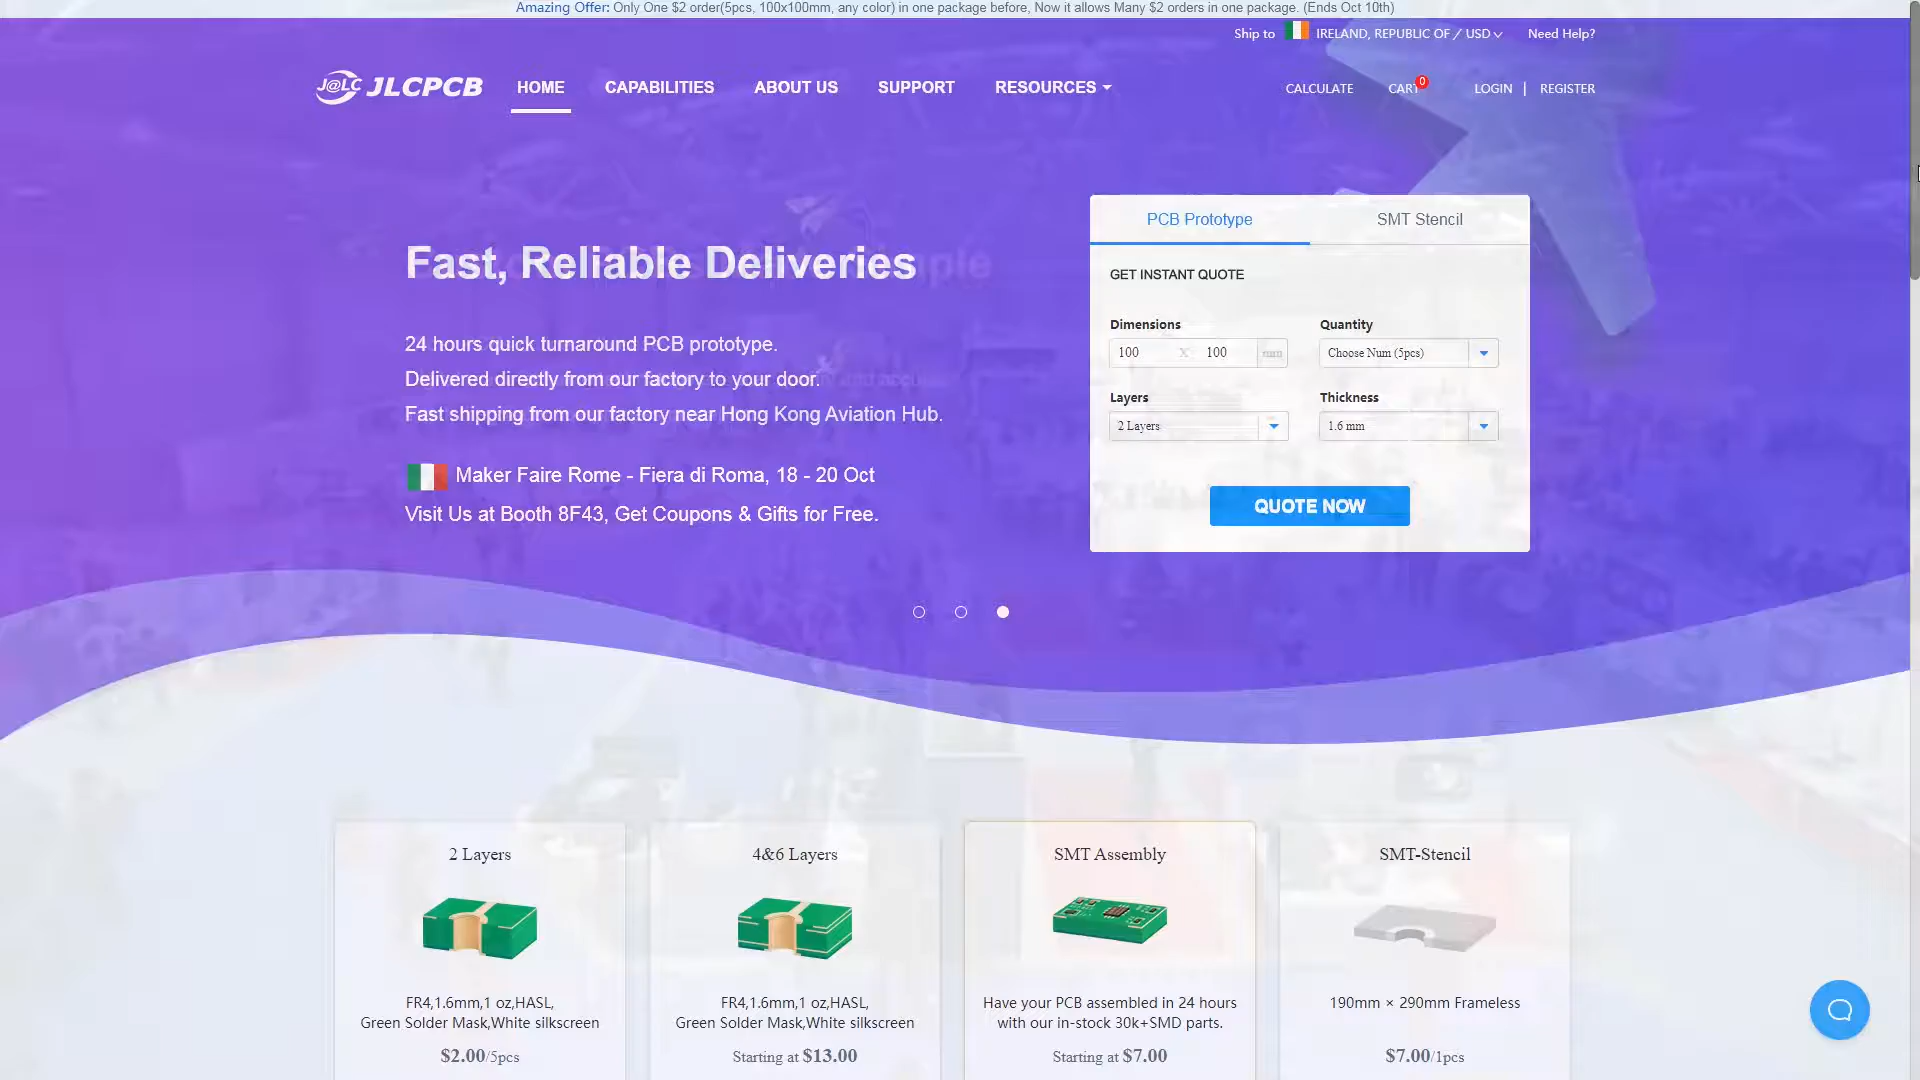 Amazing Offer: Only One $2 order(5pcs, 100x100mm, any color) in one package before, Now it allows Many $2 orders in one package. (Ends Oct 10th)
Ship to IRELAND, REPUBLIC OF / USD Need Help?
J@LC JLCPCB HOME CAPABILITIES ABOUT US SUPPORT RESOURCES CALCULATE CART 0 LOGIN | REGISTER
Fast, Reliable Deliveries
24 hours quick turnaround PCB prototype.
Delivered directly from our factory to your door.
Fast shipping from our factory near Hong Kong Aviation Hub.
Maker Faire Rome - Fiera di Roma, 18 - 20 Oct
Visit Us at Booth 8F43, Get Coupons & Gifts for Free.
PCB Prototype SMT Stencil
GET INSTANT QUOTE
Dimensions Quantity
100 X 100 mm Choose Num (5pcs)
Layers Thickness
2 Layers 1.6 mm
QUOTE NOW
2 Layers
FR4,1.6mm,1 oz,HASL,
Green Solder Mask,White silkscreen
$2.00/5pcs
4&6 Layers
FR4,1.6mm,1 oz,HASL,
Green Solder Mask,White silkscreen
Starting at $13.00
SMT Assembly
Have your PCB assembled in 24 hours
with our in-stock 30k+SMD parts.
Starting at $7.00
SMT-Stencil
190mm × 290mm Frameless
$7.00/1pcs